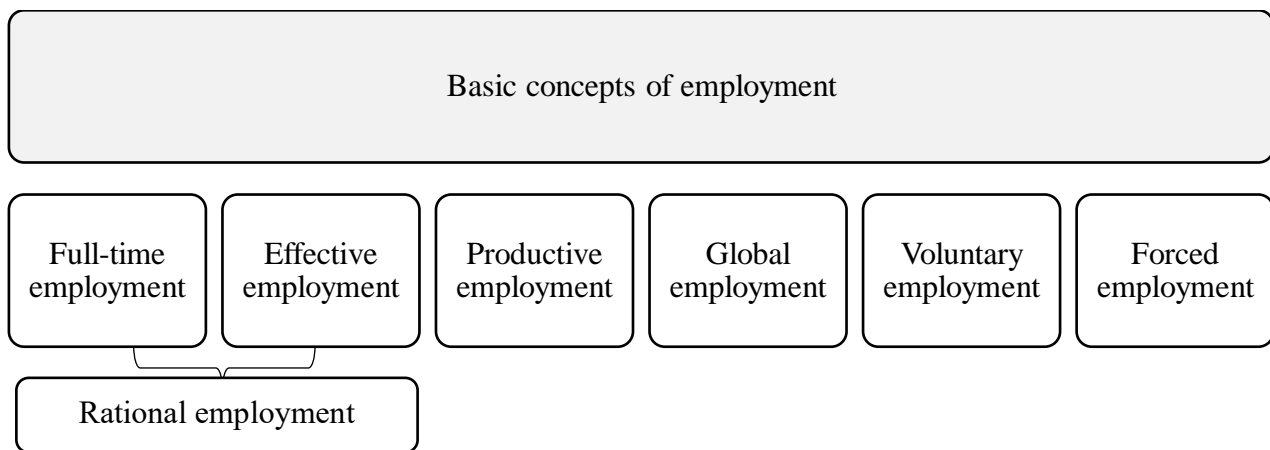 Basic concepts of employment
Full-time
employment
Effective
employment
Productive
employment
Global
employment
Voluntary
employment
Forced
employment
Rational employment